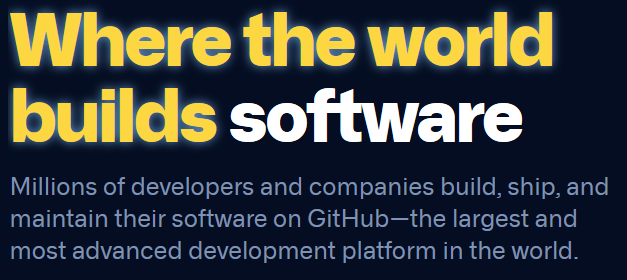 Where the world
builds software
Millions of developers and companies build, ship, and
maintain their software on GitHub—the largest and
most advanced development platform in the world.